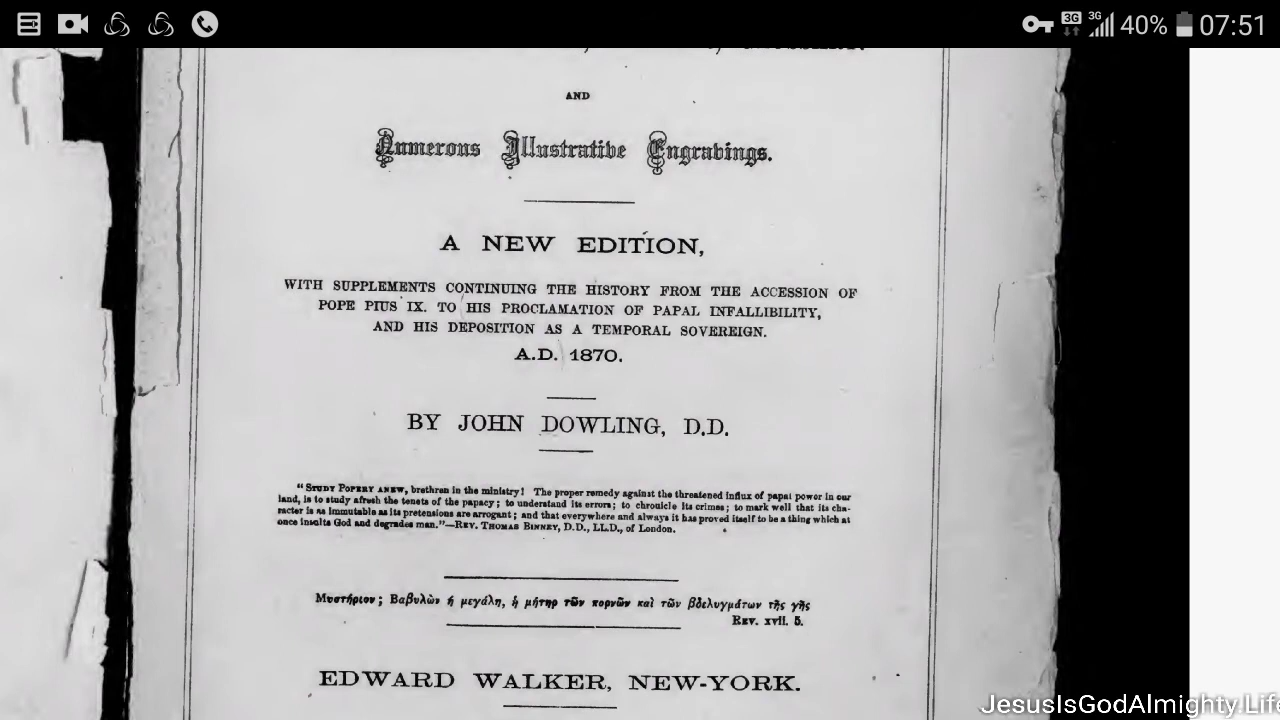 3G 3G 40% 07:51
AND
Numerous Illustrative Engravings.
A NEW EDITION,
WITH SUPPLEMENTS CONTINUING THE HISTORY FROM THE ACCESSION OF
POPE PIUS IX. TO HIS PROCLAMATION OF PAPAL INFALLIBILITY,
AND HIS DEPOSITION AS A TEMPORAL SOVEREIGN.
A.D. 1870.
BY JOHN DOWLING, D.D.
"STUDY POPERY ANEW, brethren in the ministry! The proper remedy against the threatened influx of papal power in our
land, is to study afresh the tenets of the papacy; to understand its errors; to chronicle its crimes; to mark well that its cha-
racter is as immutable as its pretensions are arrogant; and that everywhere and always it has proved itself to be a thing which at
once insults God and degrades man."—REV. THOMAS BINNEY, D.D., LL.D., of London.
Μυστήριον; Βαβυλὼν ἡ μεγάλη, ἡ μήτηρ τῶν πορνῶν καὶ τῶν βδελυγμάτων τῆς γῆς
REV. xvii. 5.
EDWARD WALKER, NEW-YORK.
JesusIsGodAlmighty.Life